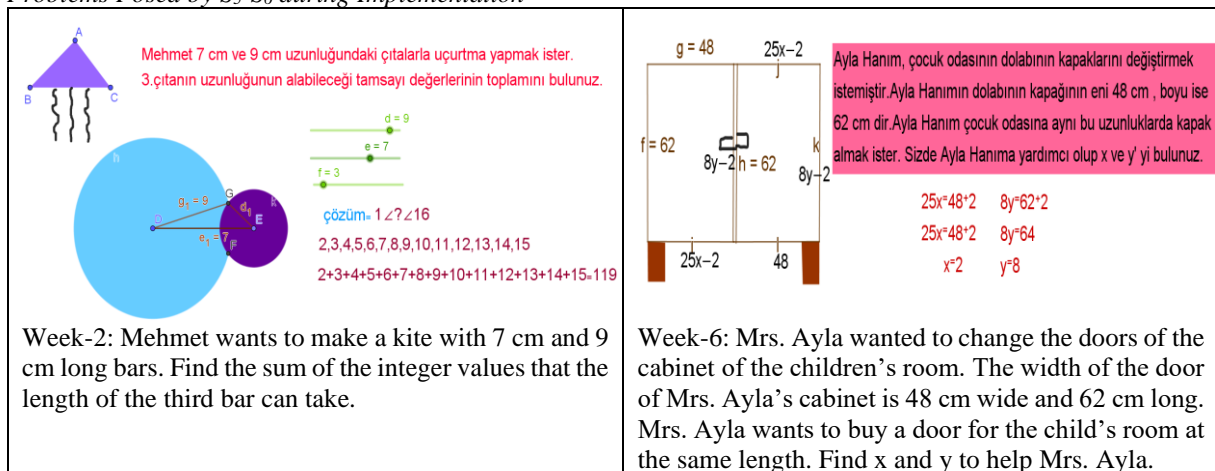 Problems Posed by S5-S6 during Implementation
A
B
C
Mehmet 7 cm ve 9 cm uzunluğundaki çıtalarla uçurtma yapmak ister.
3.çıtanın uzunluğunun alabileceği tamsayı değerlerinin toplamını bulunuz.
d = 9
e = 7
f = 3
h
k
G
g₁ = 9
d₁
D
E
e₁ = 7
F
çözüm= 1∠?∠16
2,3,4,5,6,7,8,9,10,11,12,13,14,15
2+3+4+5+6+7+8+9+10+11+12+13+14+15=119
Week-2: Mehmet wants to make a kite with 7 cm and 9
cm long bars. Find the sum of the integer values that the
length of the third bar can take.
g = 48
25x−2
j
f = 62
8y−2
h = 62
k
8y−2
25x−2
48
Ayla Hanım, çocuk odasının dolabının kapaklarını değiştirmek
istemiştir.Ayla Hanımın dolabının kapağının eni 48 cm , boyu ise
62 cm dir.Ayla Hanım çocuk odasına aynı bu uzunluklarda kapak
almak ister. Sizde Ayla Hanıma yardımcı olup x ve y' yi bulunuz.
25x=48+2 8y=62+2
25x=48+2 8y=64
x=2 y=8
Week-6: Mrs. Ayla wanted to change the doors of the
cabinet of the children's room. The width of the door
of Mrs. Ayla's cabinet is 48 cm wide and 62 cm long.
Mrs. Ayla wants to buy a door for the child's room at
the same length. Find x and y to help Mrs. Ayla.